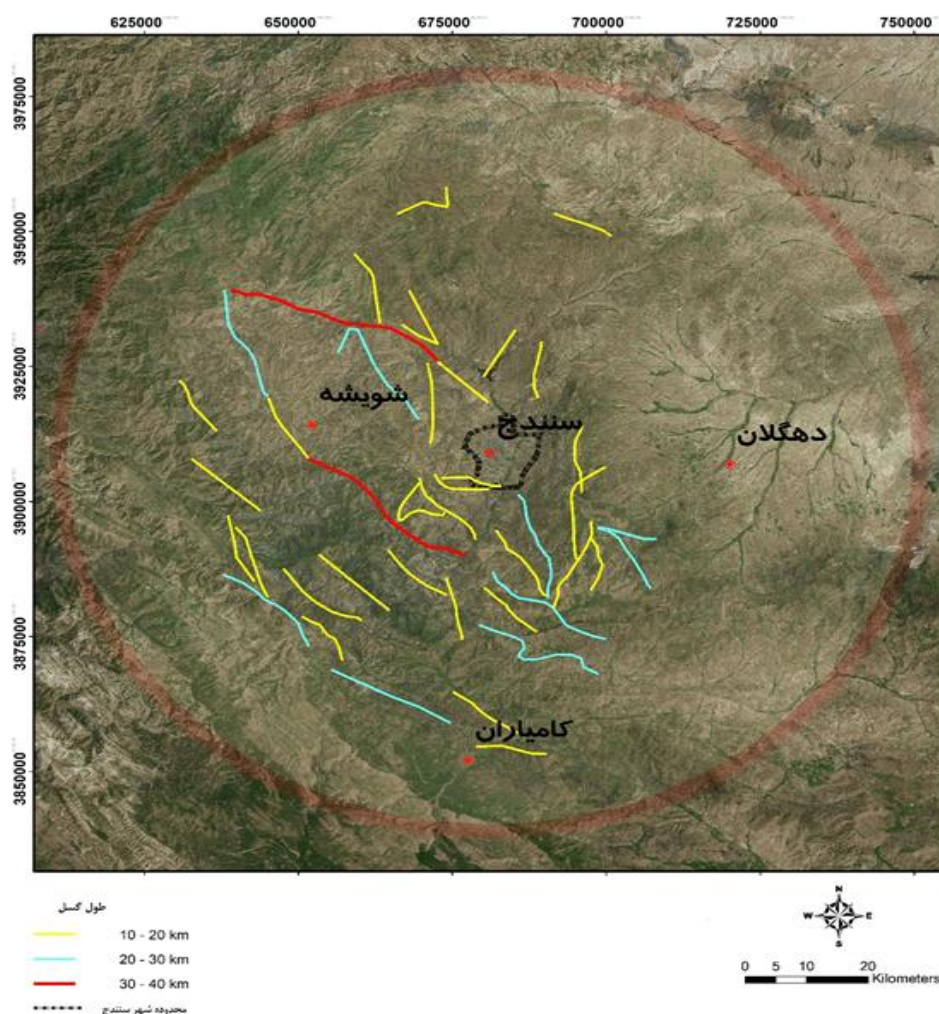 625000 650000 675000 700000 725000 750000
3975000
3950000
3925000
3900000
3875000
3850000
شویشه
سنندج
دهگلان
کامیاران
طول گسل
10 - 20 km
20 - 30 km
30 - 40 km
محدوده شهر سنندج
N
W E
S
0 5 10 20
Kilometers